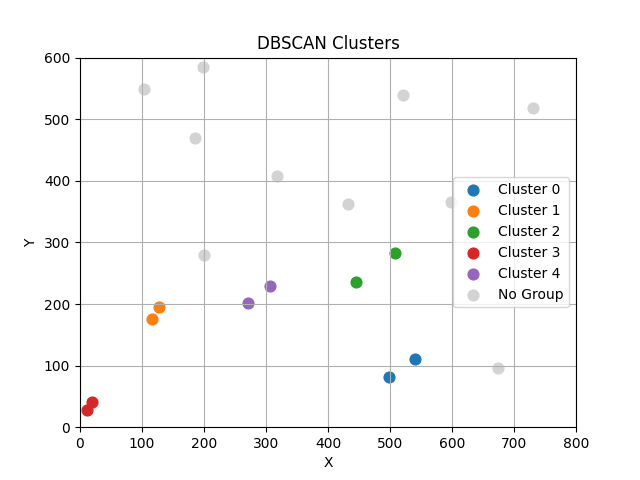 DBSCAN Clusters
600
500
400
300
200
100
0
Y
Cluster 0
Cluster 1
Cluster 2
Cluster 3
Cluster 4
No Group
0 100 200 300 400 500 600 700 800
X